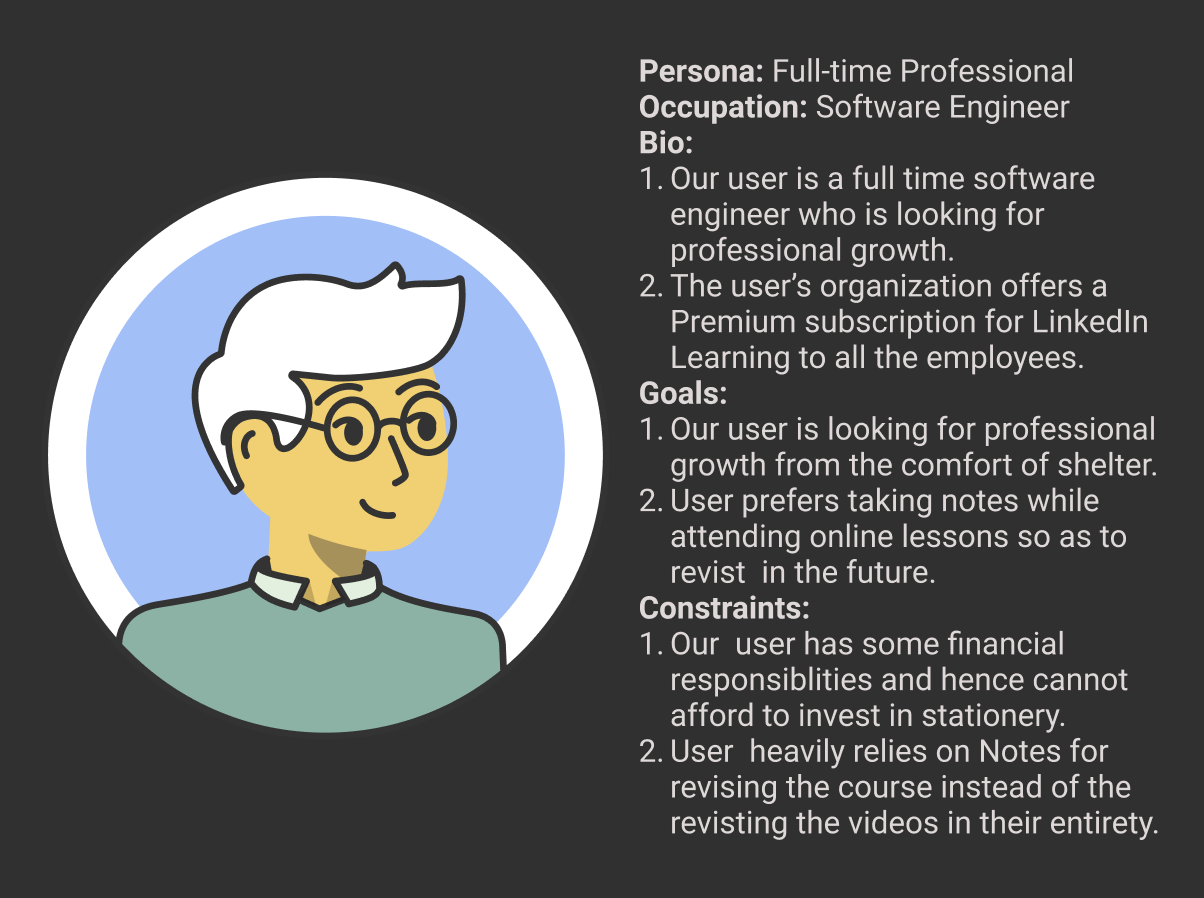 Persona: Full-time Professional
Occupation: Software Engineer
Bio:
1. Our user is a full time software
engineer who is looking for
professional growth.
2. The user’s organization offers a
Premium subscription for LinkedIn
Learning to all the employees.
Goals:
1. Our user is looking for professional
growth from the comfort of shelter.
2. User prefers taking notes while
attending online lessons so as to
revist  in the future.
Constraints:
1. Our  user has some financial
responsiblities and hence cannot
afford to invest in stationery.
2. User  heavily relies on Notes for
revising the course instead of the
revisting the videos in their entirety.